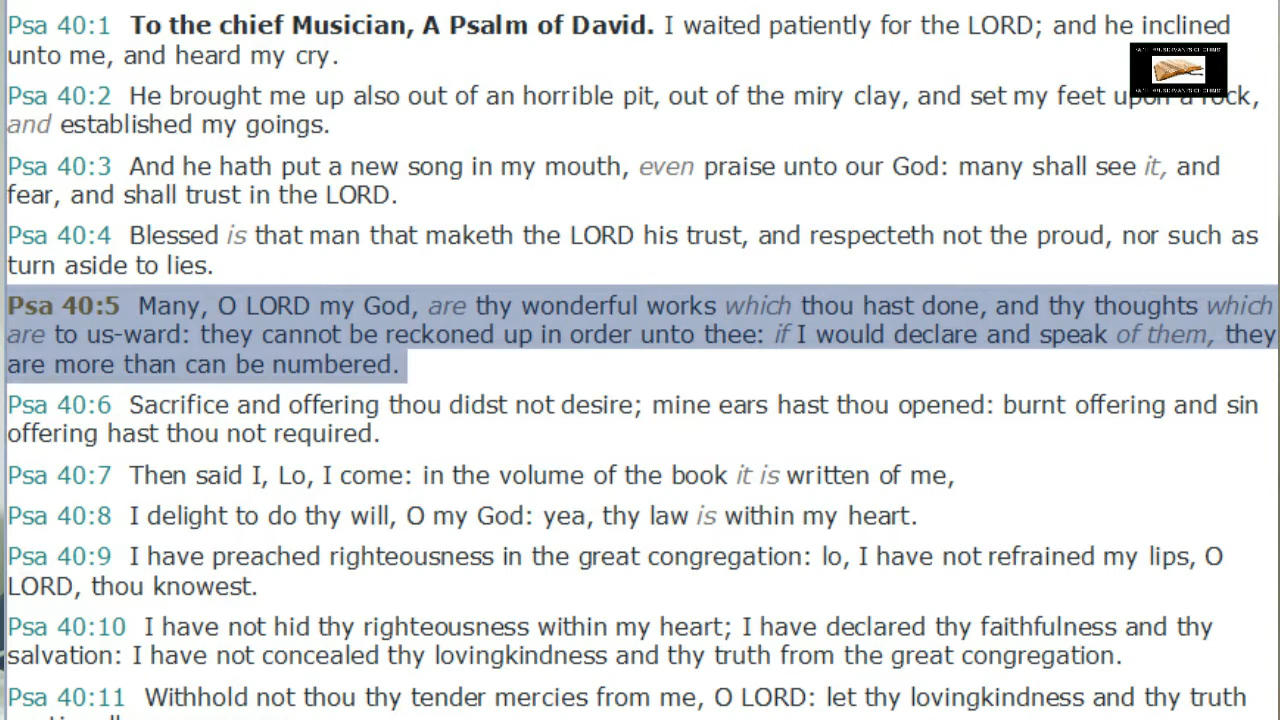 Psa 40:1 To the chief Musician, A Psalm of David. I waited patiently for the LORD; and he inclined
unto me, and heard my cry.
Psa 40:2 He brought me up also out of an horrible pit, out of the miry clay, and set my feet upon a rock,
and established my goings.
Psa 40:3 And he hath put a new song in my mouth, even praise unto our God: many shall see it, and
fear, and shall trust in the LORD.
Psa 40:4 Blessed is that man that maketh the LORD his trust, and respecteth not the proud, nor such as
turn aside to lies.
Psa 40:5 Many, O LORD my God, are thy wonderful works which thou hast done, and thy thoughts which
are to us-ward: they cannot be reckoned up in order unto thee: if I would declare and speak of them, they
are more than can be numbered.
Psa 40:6 Sacrifice and offering thou didst not desire; mine ears hast thou opened: burnt offering and sin
offering hast thou not required.
Psa 40:7 Then said I, Lo, I come: in the volume of the book it is written of me,
Psa 40:8 I delight to do thy will, O my God: yea, thy law is within my heart.
Psa 40:9 I have preached righteousness in the great congregation: lo, I have not refrained my lips, O
LORD, thou knowest.
Psa 40:10 I have not hid thy righteousness within my heart; I have declared thy faithfulness and thy
salvation: I have not concealed thy lovingkindness and thy truth from the great congregation.
Psa 40:11 Withhold not thou thy tender mercies from me, O LORD: let thy lovingkindness and thy truth